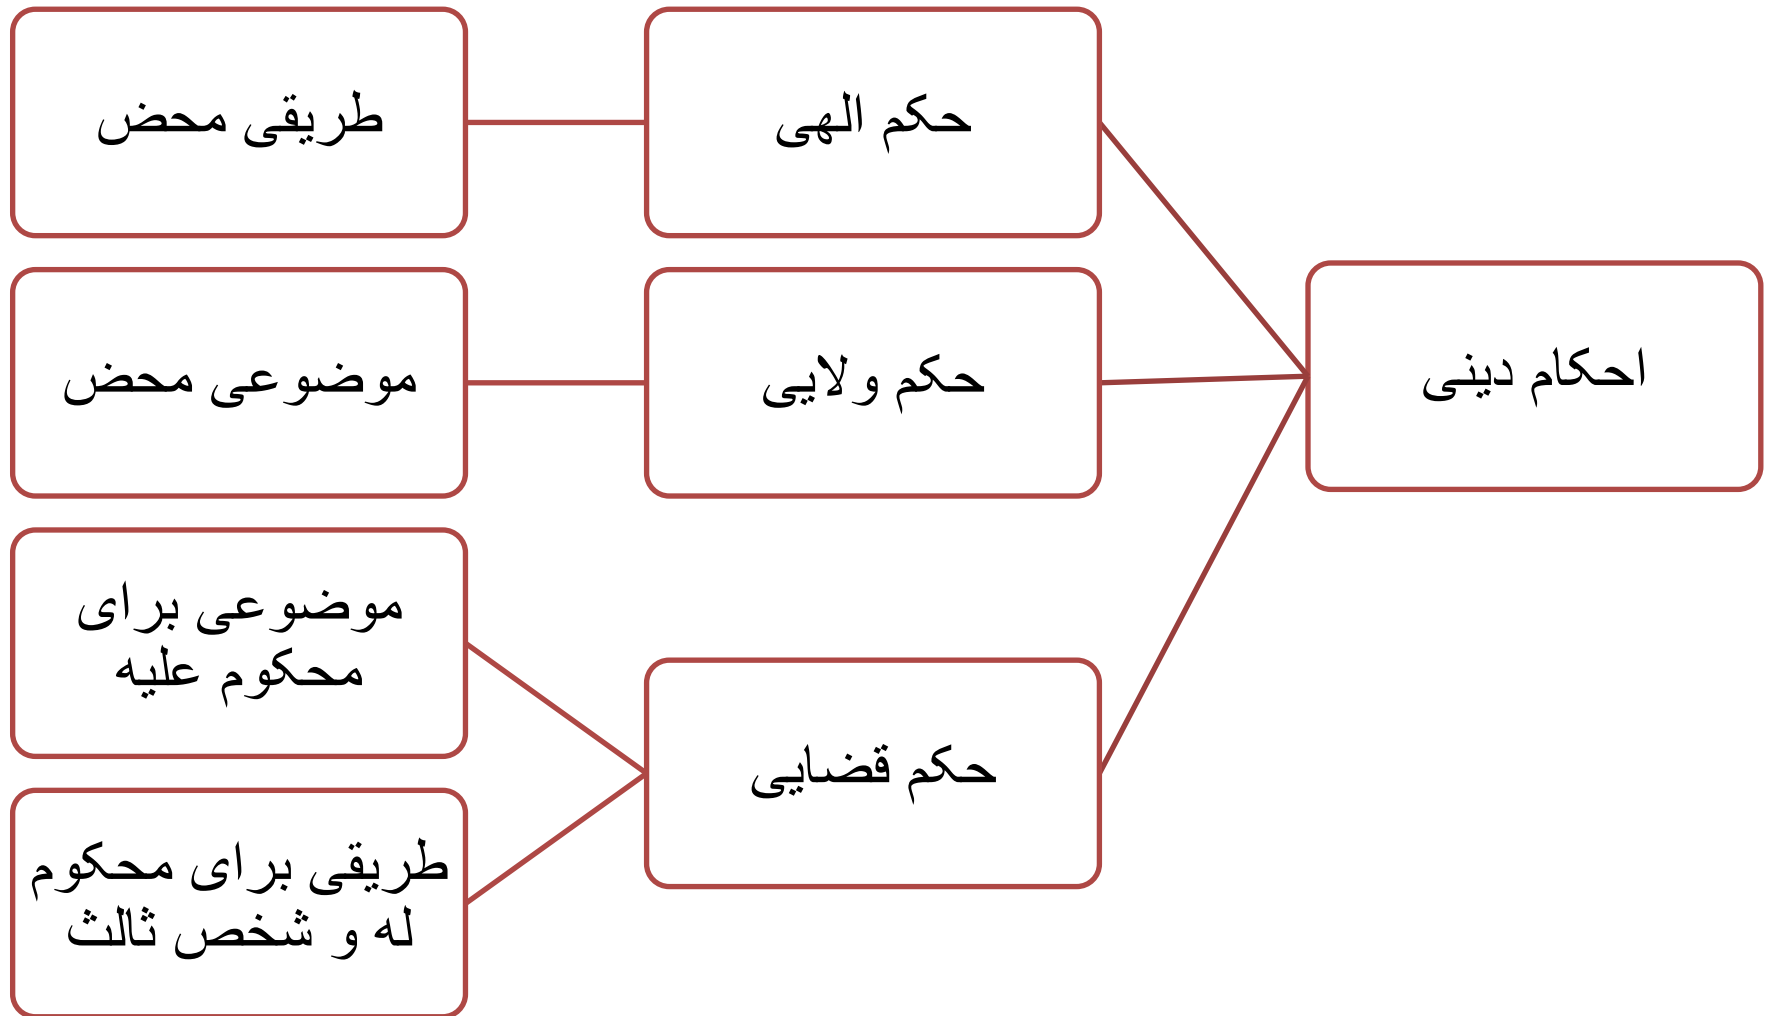 احکام دینی
حکم الهی
طریقی محض
حکم ولایی
موضوعی محض
حکم قضایی
موضوعی برای
محکوم علیه
طریقی برای محکوم
له و شخص ثالث